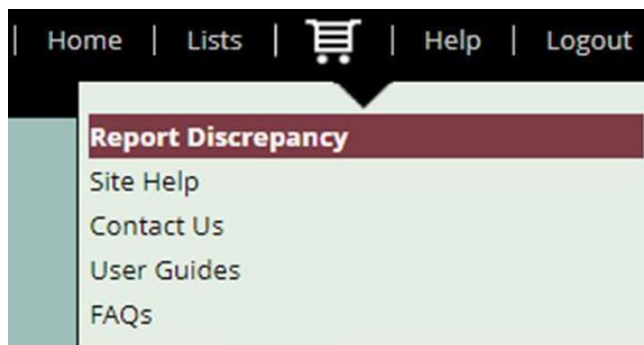 | Home | Lists | | Help | Logout
Report Discrepancy
Site Help
Contact Us
User Guides
FAQs